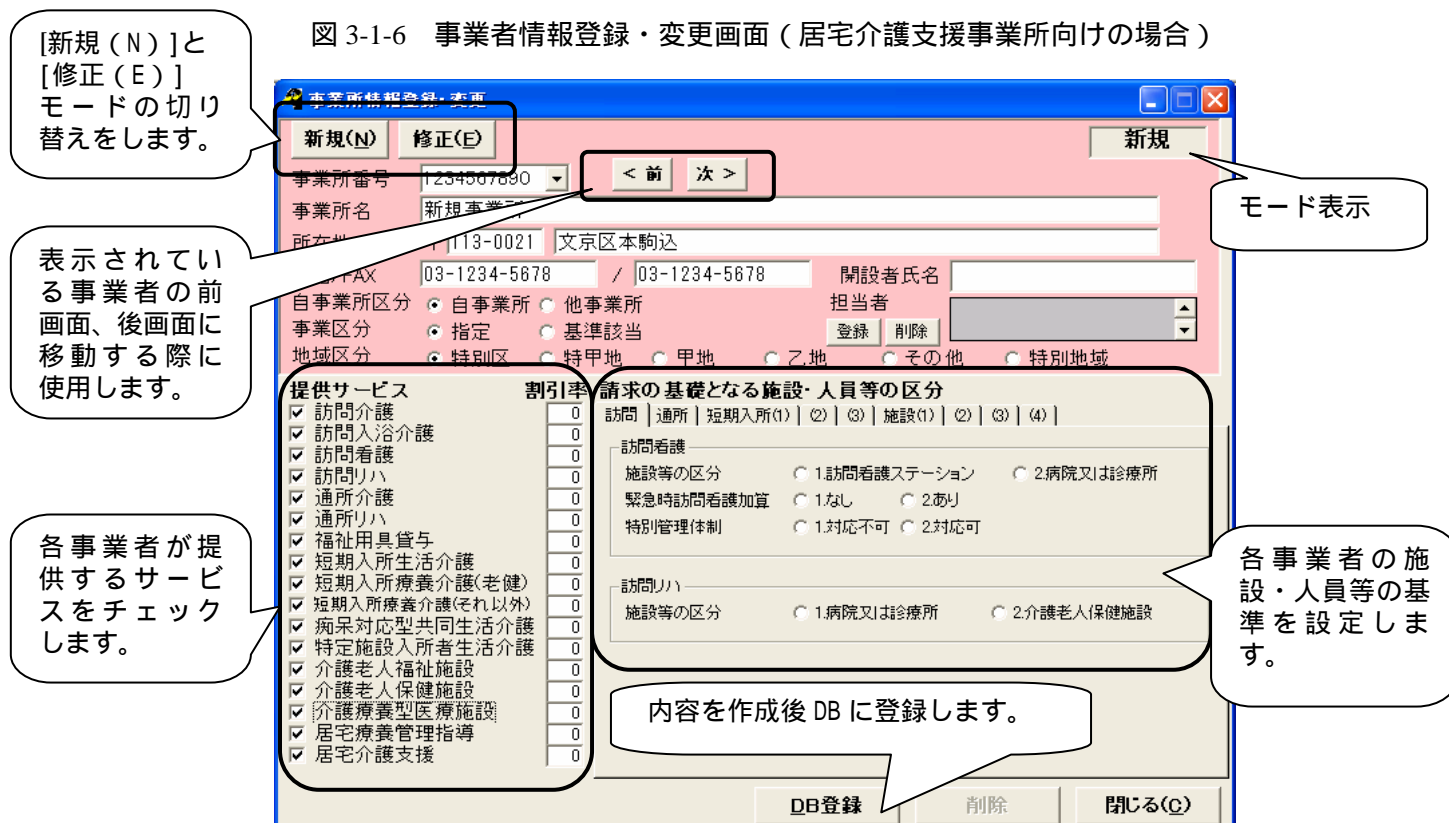 図 3-1-6　事業者情報登録・変更画面（居宅介護支援事業所向けの場合）
[新規（N）]と
[修正（E）]
モードの切り
替えをします。
事業所情報登録・変更
新規(N) 修正(E) 新規
事業所番号 1234567890 < 前 次 >
モード表示
事業所名 新規事業所
表示されてい
る事業者の前
画面、後画面に
移動する際に
使用します。
113-0021 文京区本駒込
FAX 03-1234-5678 / 03-1234-5678 開設者氏名
自事業所区分 自事業所 他事業所 担当者
事業区分 指定 基準該当 登録 削除
地域区分 特別区 特甲地 甲地 乙地 その他 特別地域
提供サービス 割引率
訪問介護 0
訪問入浴介護 0
訪問看護 0
訪問リハ 0
通所介護 0
通所リハ 0
福祉用具貸与 0
短期入所生活介護 0
短期入所療養介護(老健) 0
短期入所療養介護(それ以外) 0
痴呆対応型共同生活介護 0
特定施設入所者生活介護 0
介護老人福祉施設 0
介護老人保健施設 0
介護療養型医療施設 0
居宅療養管理指導 0
居宅介護支援 0
各事業者が提
供するサービ
スをチェック
します。
請求の基礎となる施設・人員等の区分
訪問 通所 短期入所(1) (2) (3) 施設(1) (2) (3) (4)
訪問看護
施設等の区分 1.訪問看護ステーション 2.病院又は診療所
緊急時訪問看護加算 1.なし 2.あり
特別管理体制 1.対応不可 2.対応可
訪問リハ
施設等の区分 1.病院又は診療所 2.介護老人保健施設
各事業者の施
設・人員等の基
準を設定しま
す。
内容を作成後 DB に登録します。
DB登録 削除 閉じる(C)